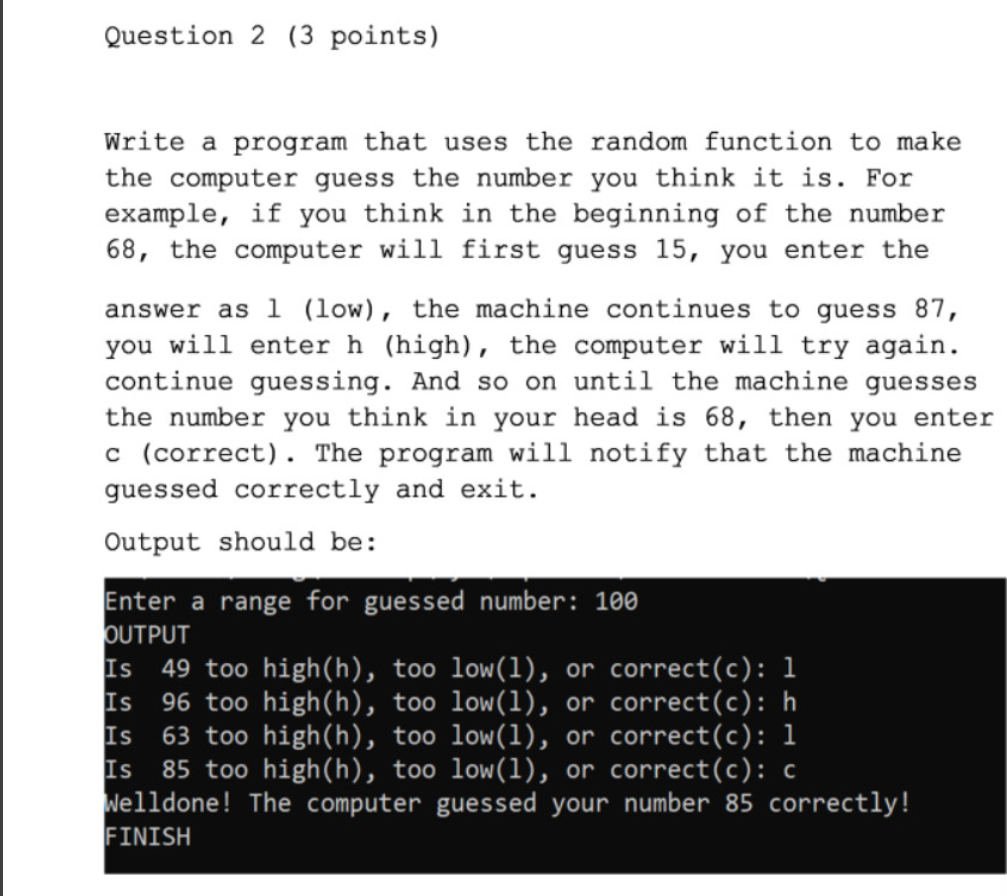 Question 2 (3 points)
Write a program that uses the random function to make
the computer guess the number you think it is. For
example, if you think in the beginning of the number
68, the computer will first guess 15, you enter the
answer as l (low), the machine continues to guess 87,
you will enter h (high), the computer will try again.
continue guessing. And so on until the machine guesses
the number you think in your head is 68, then you enter
c (correct). The program will notify that the machine
guessed correctly and exit.
Output should be:
Enter a range for guessed number: 100
OUTPUT
Is  49 too high(h), too low(l), or correct(c): l
Is  96 too high(h), too low(l), or correct(c): h
Is  63 too high(h), too low(l), or correct(c): l
Is  85 too high(h), too low(l), or correct(c): c
Welldone! The computer guessed your number 85 correctly!
FINISH